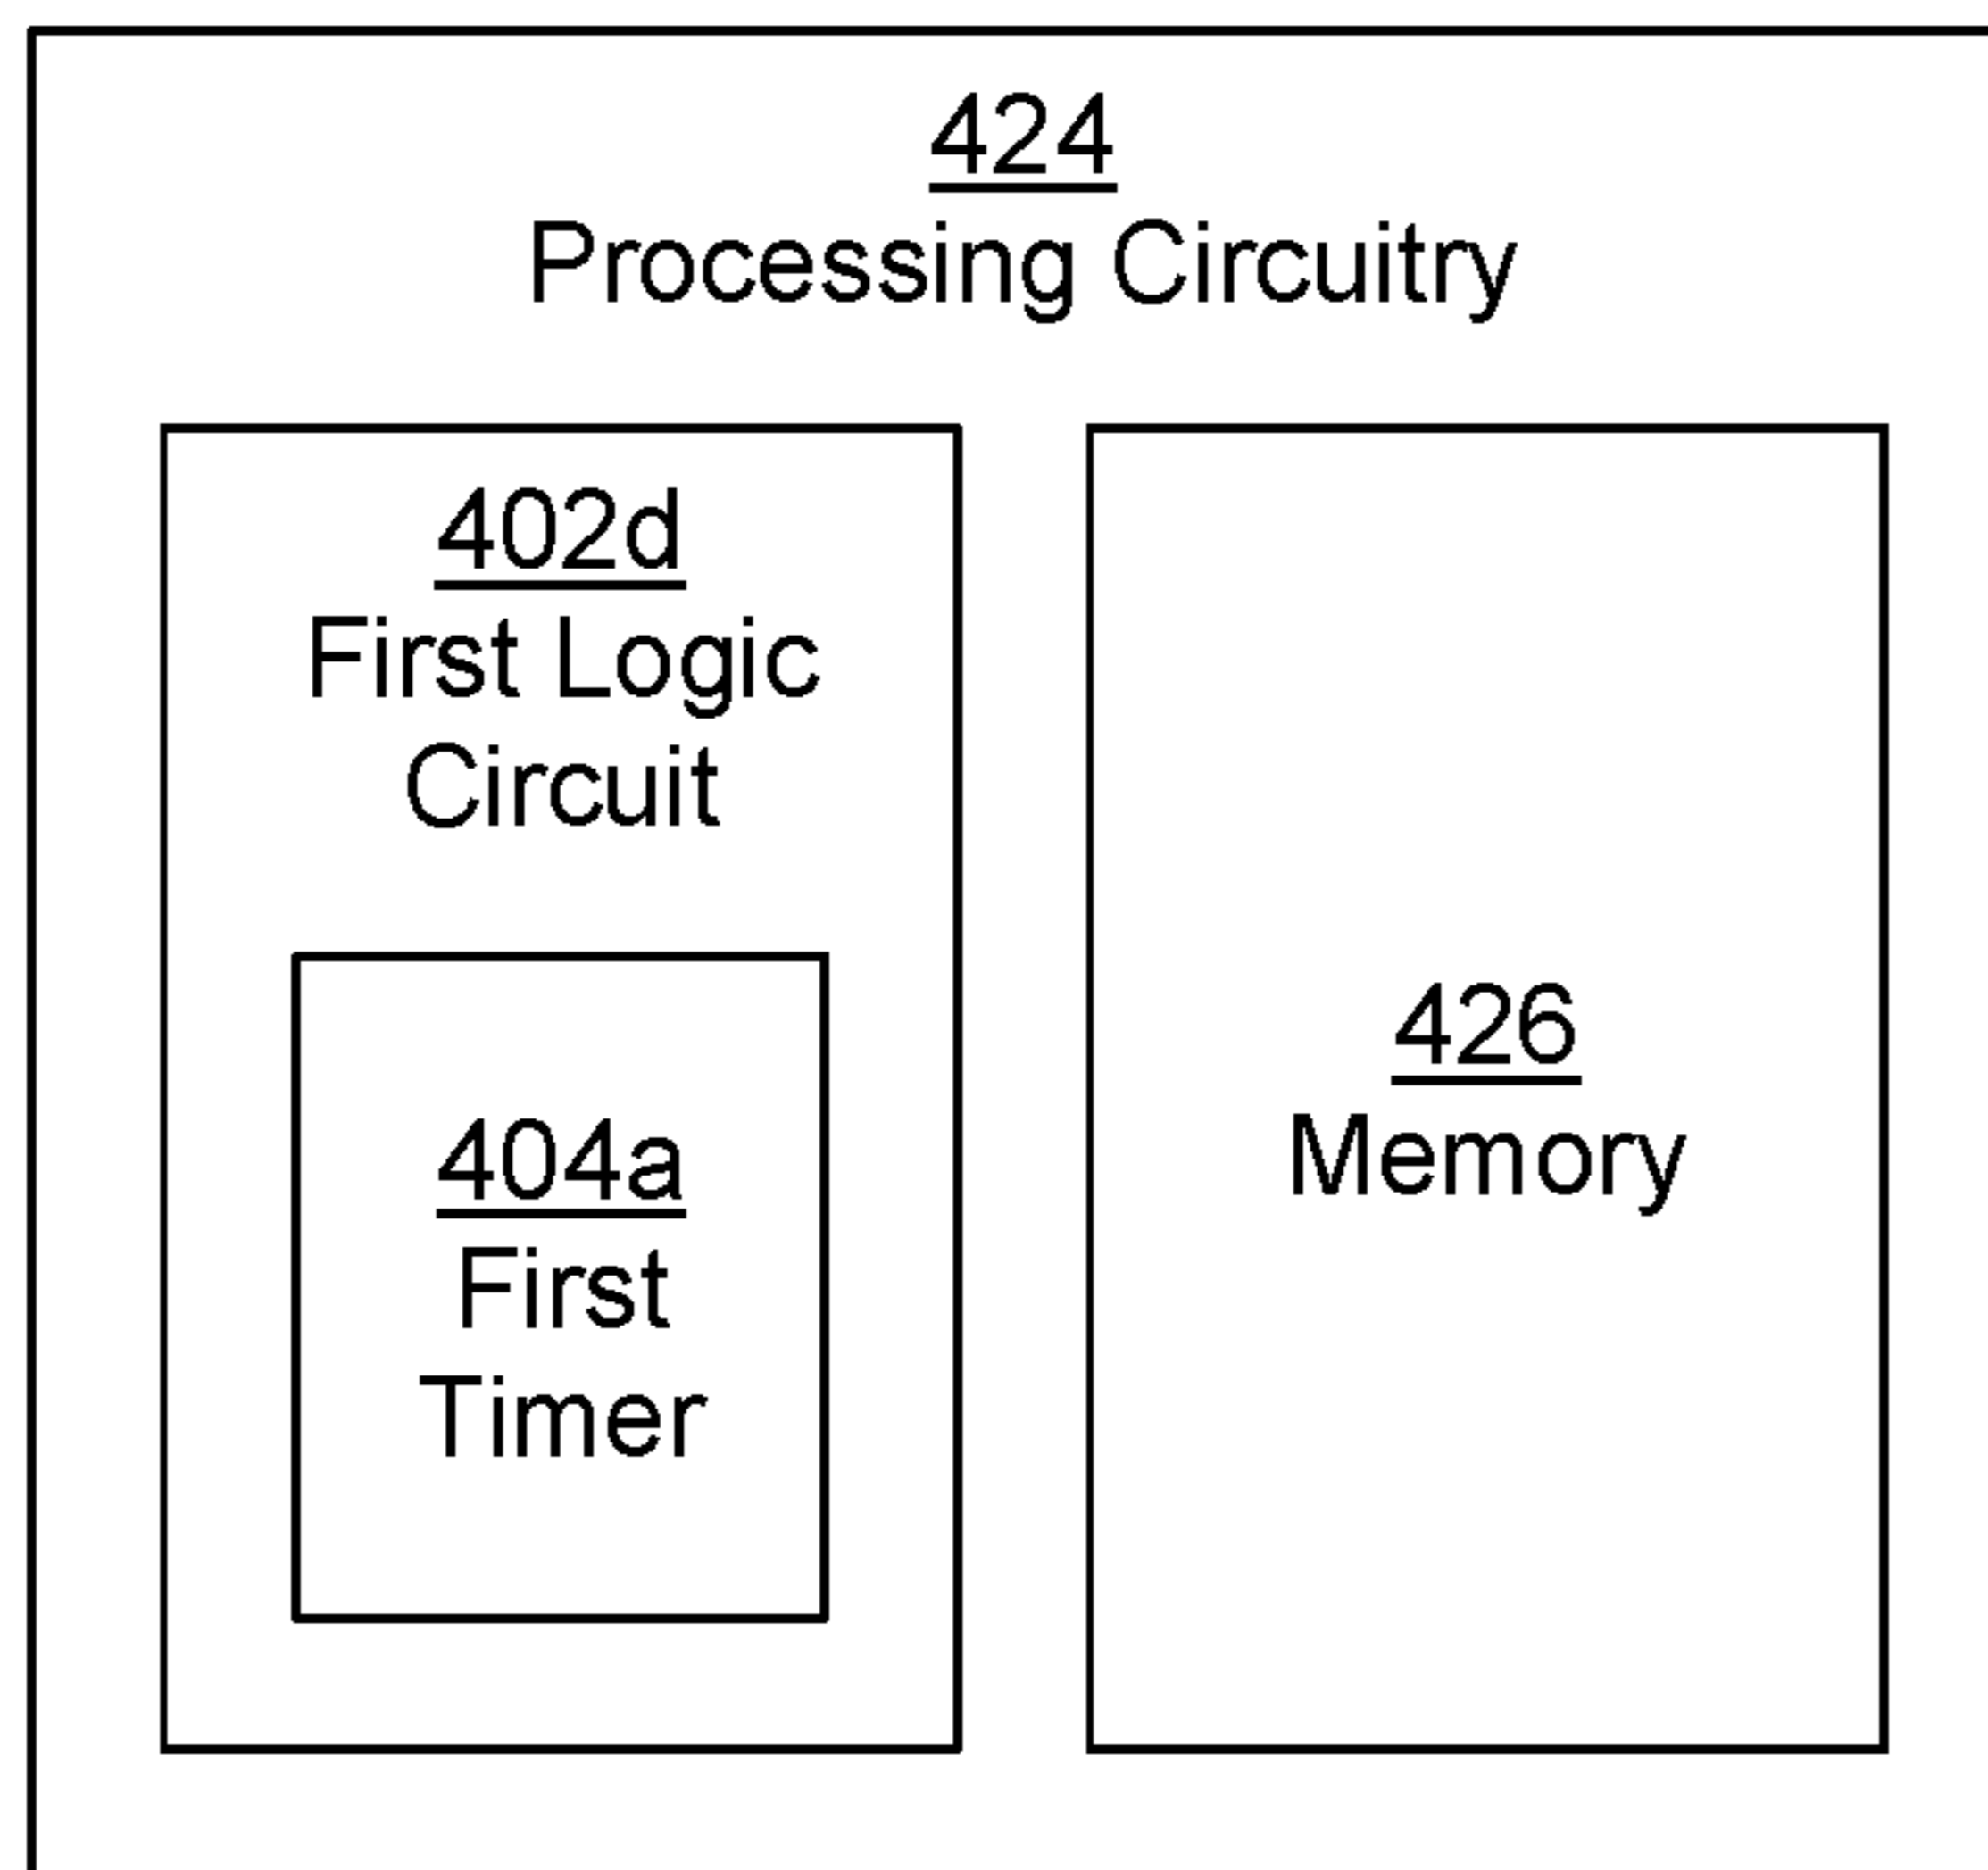 424
Processing Circuitry
402d
First Logic
Circuit
404a
First
Timer
426
Memory